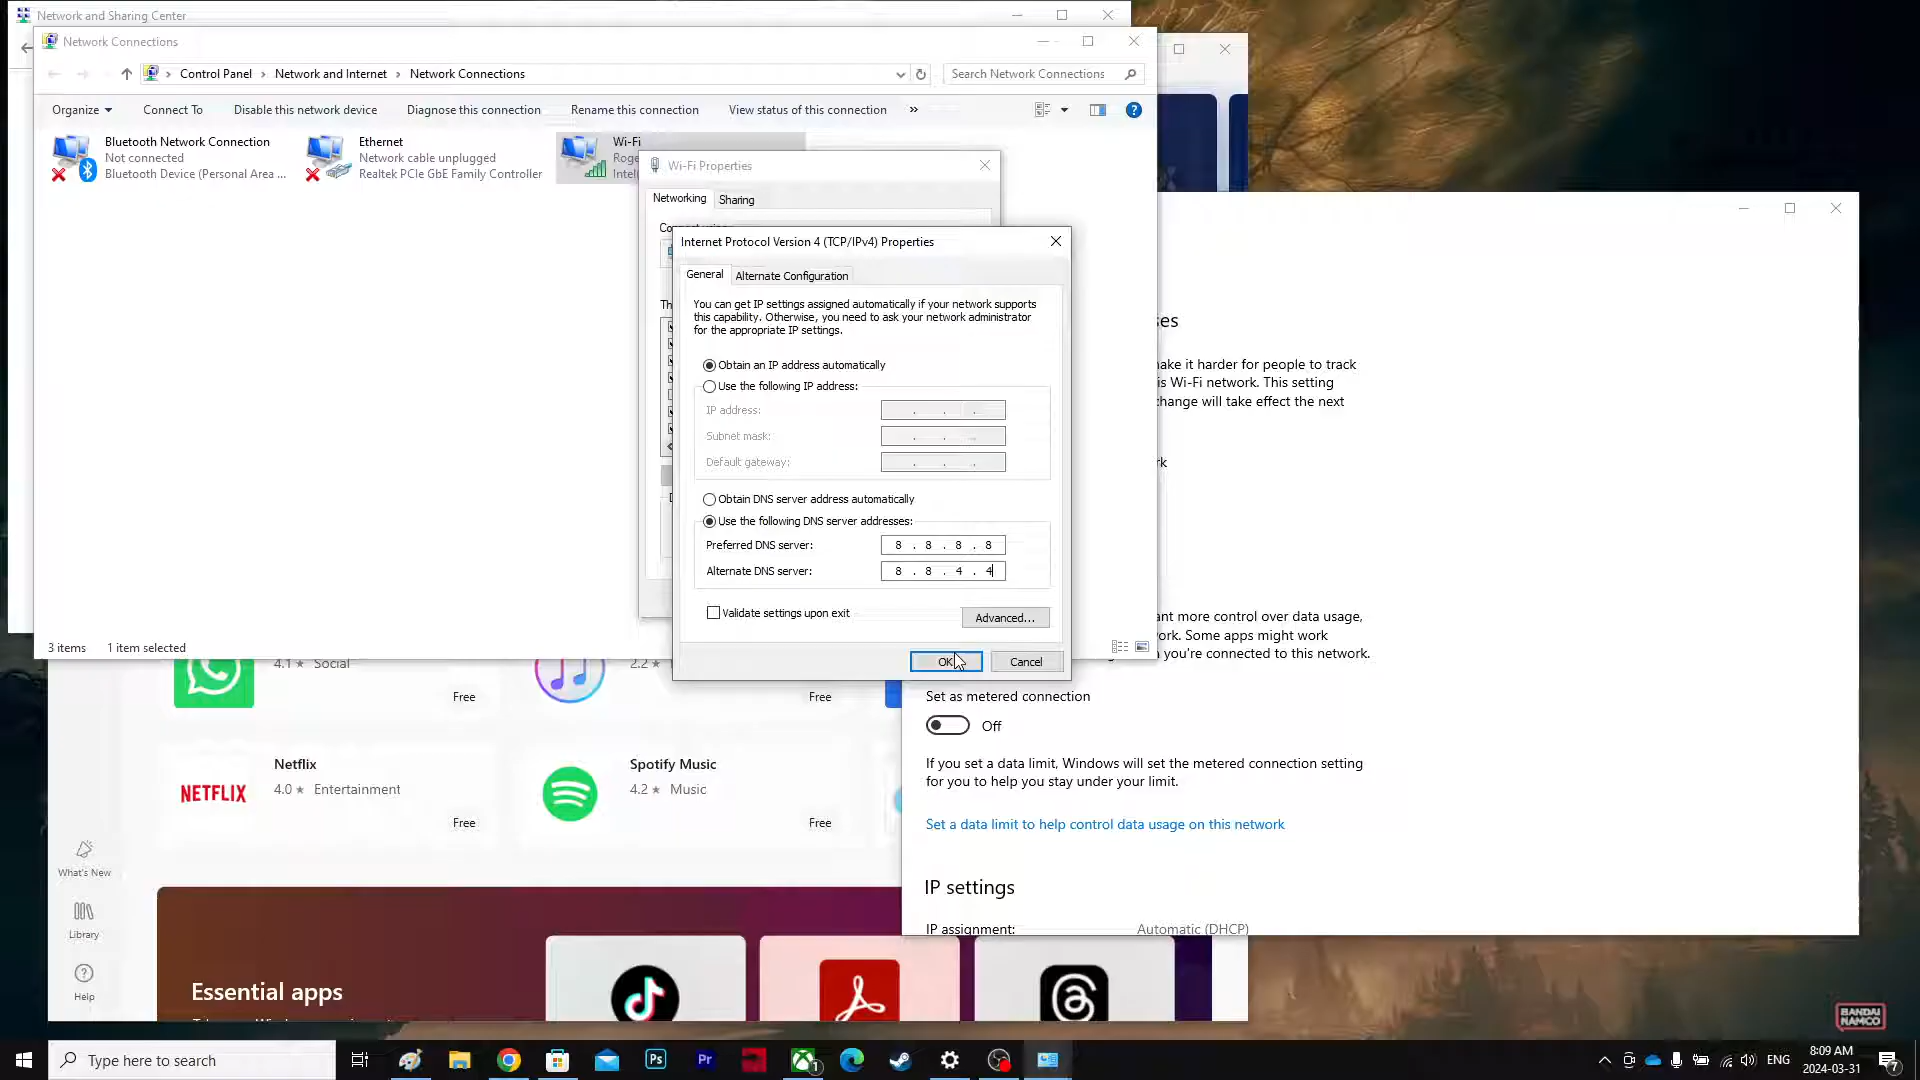 Network and Sharing Center
Network Connections
Control Panel
Network and Internet
Network Connections
Search Network Connections
Organize
Connect To
Disable this network device
Diagnose this connection
Rename this connection
View status of this connection
»
Bluetooth Network Connection
Not connected
Bluetooth Device (Personal Area ...
Ethernet
Network cable unplugged
Realtek PCIe GbE Family Controller
Wi-Fi
Roge
Intel
Wi-Fi Properties
Networking
Sharing
Internet Protocol Version 4 (TCP/IPv4) Properties
General
Alternate Configuration
You can get IP settings assigned automatically if your network supports
this capability. Otherwise, you need to ask your network administrator
for the appropriate IP settings.
Obtain an IP address automatically
Use the following IP address:
IP address:
Subnet mask:
Default gateway:
Obtain DNS server address automatically
Use the following DNS server addresses:
Preferred DNS server:
8 . 8 . 8 . 8
Alternate DNS server:
8 . 8 . 4 . 4
Validate settings upon exit
Advanced...
OK
Cancel
3 items
1 item selected
ses
make it harder for people to track
is Wi-Fi network. This setting
change will take effect the next
rk
ant more control over data usage,
ork. Some apps might work
n you're connected to this network.
Set as metered connection
Off
If you set a data limit, Windows will set the metered connection setting
for you to help you stay under your limit.
Set a data limit to help control data usage on this network
IP settings
IP assignment:
Automatic (DHCP)
4.1 ★ Social
Free
2.2 ★
Free
NETFLIX
Netflix
4.0 ★ Entertainment
Free
Spotify Music
4.2 ★ Music
Free
What's New
Library
Help
Essential apps
BANDAI
NAMCO
Type here to search
Ps
Pr
1
ENG
8:09 AM
2024-03-31
7